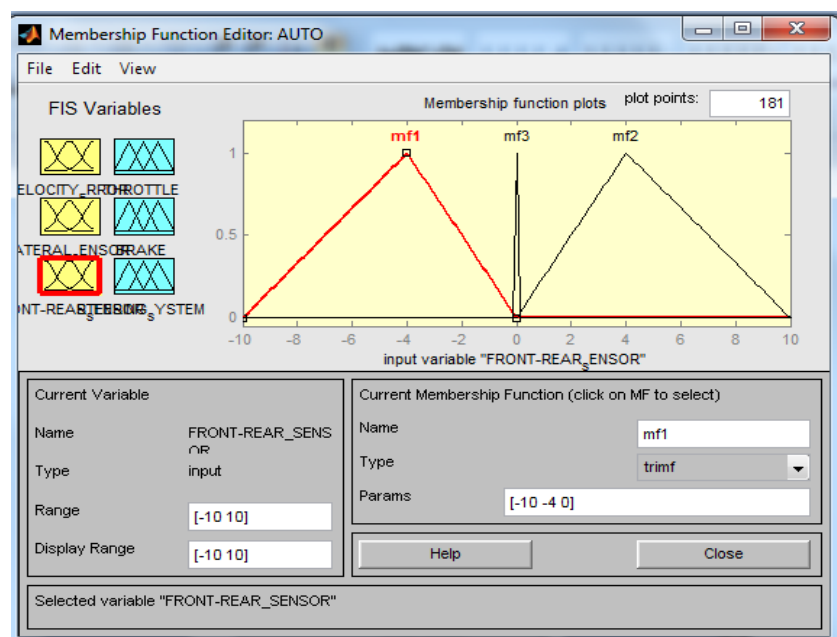 Membership Function Editor: AUTO
File Edit View
FIS Variables
Membership function plots plot points: 181
mf1 mf3 mf2
1
0.5
0
-10 -8 -6 -4 -2 0 2 4 6 8 10
input variable "FRONT-REAR_SENSOR"
THROTTLE
BRAKE
Current Variable
Name FRONT-REAR_SENS
OR
Type input
Range [-10 10]
Display Range [-10 10]
Current Membership Function (click on MF to select)
Name mf1
Type trimf
Params [-10 -4 0]
Help Close
Selected variable "FRONT-REAR_SENSOR"